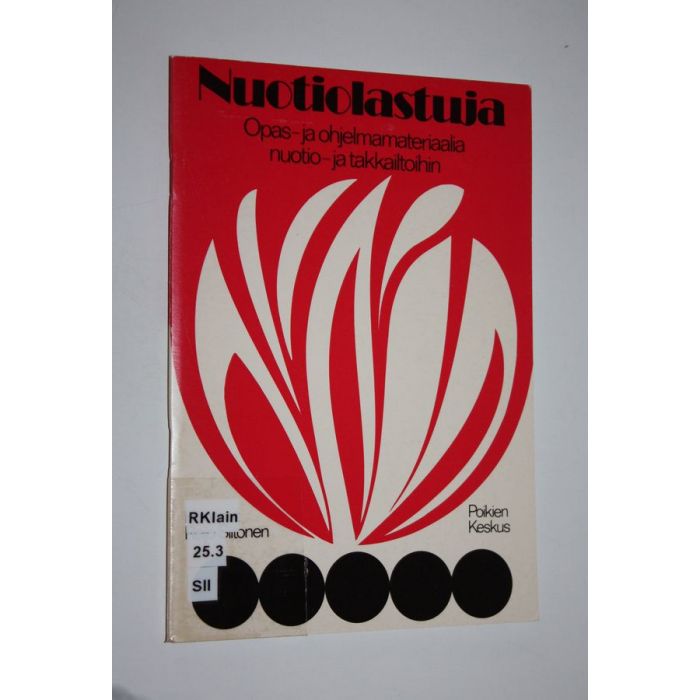 Nuotiolastuja
Opas-ja ohjelmamateriaalia
nuotio-ja takkailtoihin
RKlain
25.3
SII
Poikien
Keskus